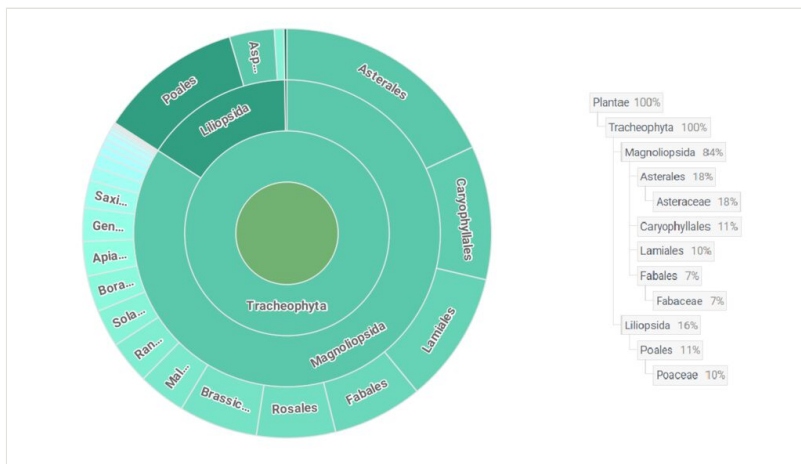 Poales
Asp...
Liliopsida
Asterales
Caryophyllales
Lamiales
Fabales
Rosales
Brassic...
Mal...
Ran...
Sola...
Bora...
Apia...
Gen...
Saxi...
Tracheophyta
Magnoliopsida
Plantae 100%
Tracheophyta 100%
Magnoliopsida 84%
Asterales 18%
Asteraceae 18%
Caryophyllales 11%
Lamiales 10%
Fabales 7%
Fabaceae 7%
Liliopsida 16%
Poales 11%
Poaceae 10%